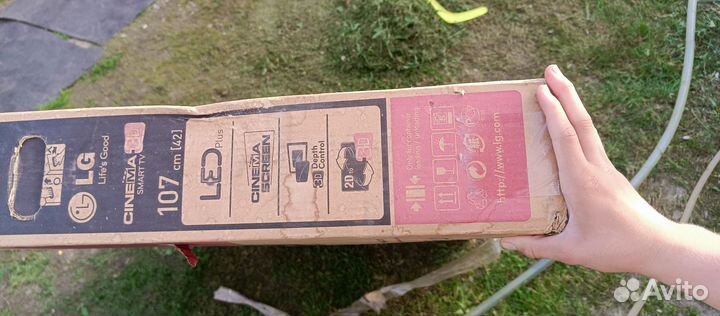 LG
Life's Good
CINEMA 3D
SMART TV
107 cm [42]
LED Plus
CINEMA
SCREEN
3D Depth
Control
2D to 3D
http://www.lg.com
Avito